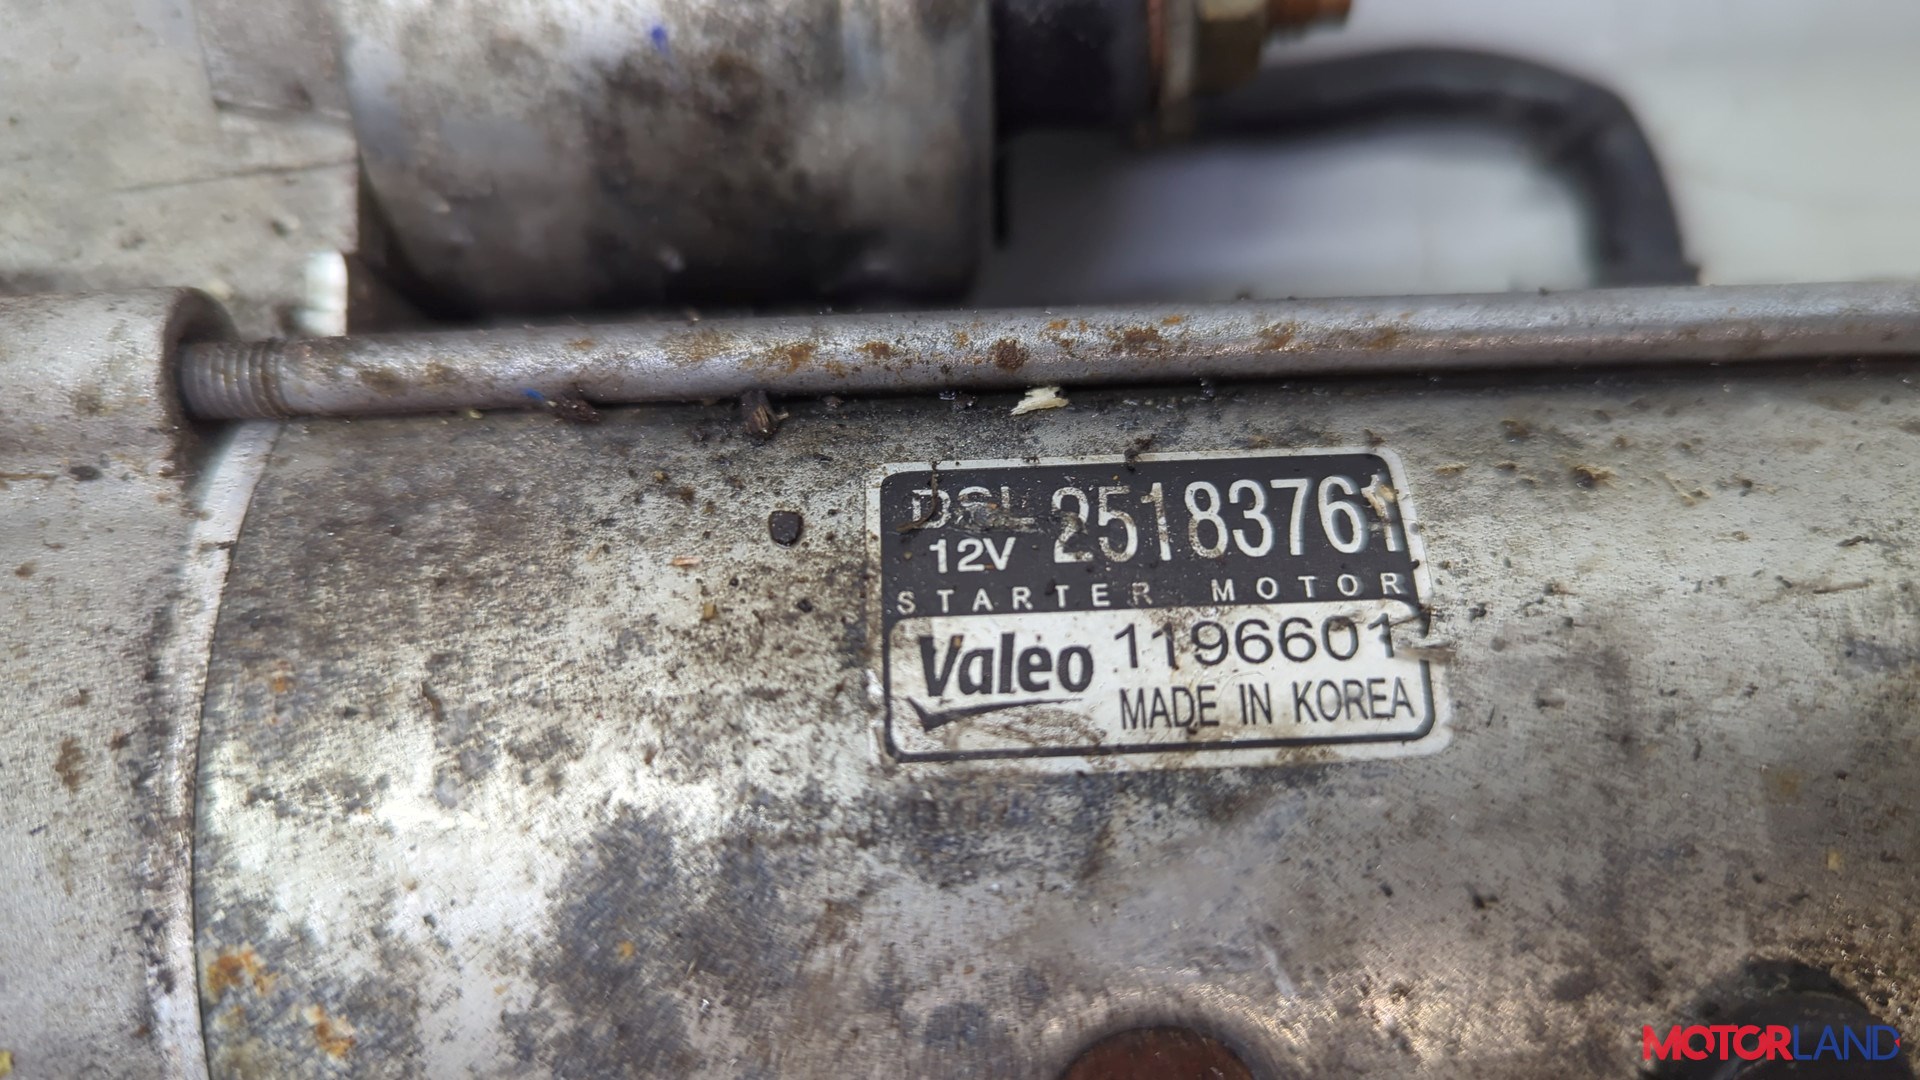 DSL 25183761
12V
STARTER MOTOR
Valeo 1196601
MADE IN KOREA
MOTORLAND